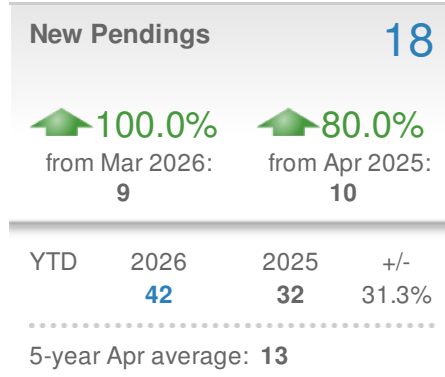 New Pendings 18
100.0% 80.0%
from Mar 2026: from Apr 2025:
9 10
YTD 2026 2025 +/-
42 32 31.3%
5-year Apr average: 13